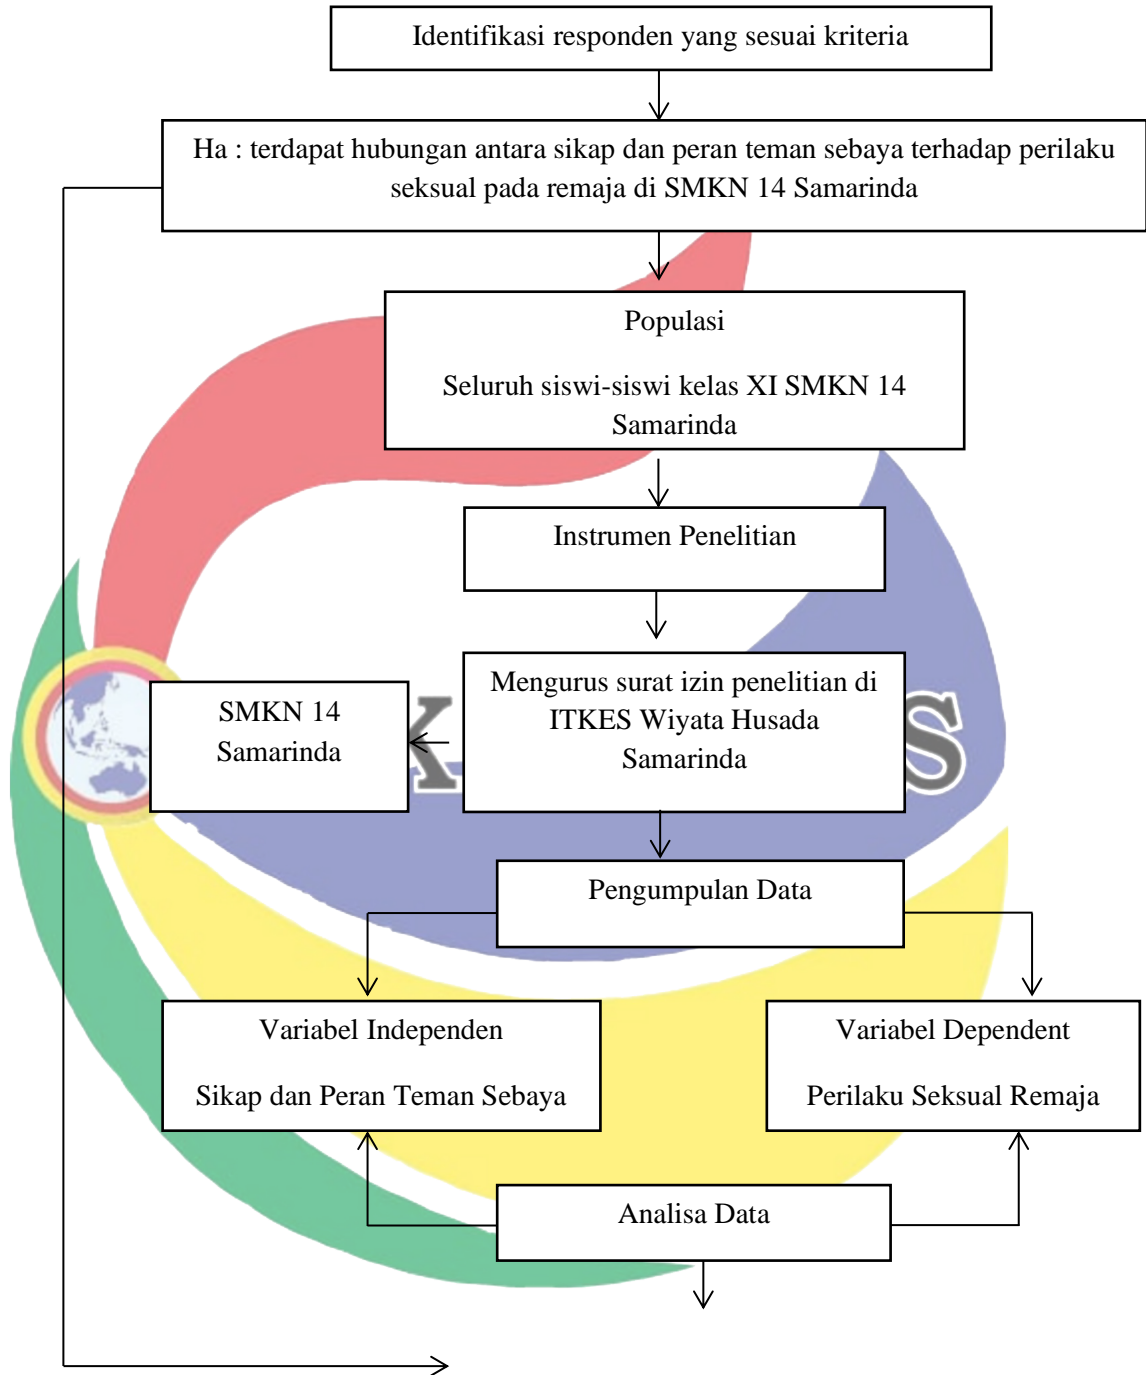 Identifikasi responden yang sesuai kriteria
Ha : terdapat hubungan antara sikap dan peran teman sebaya terhadap perilaku
seksual pada remaja di SMKN 14 Samarinda
Populasi
Seluruh siswi-siswi kelas XI SMKN 14
Samarinda
Instrumen Penelitian
Mengurus surat izin penelitian di
ITKES Wiyata Husada
Samarinda
SMKN 14
Samarinda
K S
Pengumpulan Data
Variabel Independen
Sikap dan Peran Teman Sebaya
Variabel Dependent
Perilaku Seksual Remaja
Analisa Data